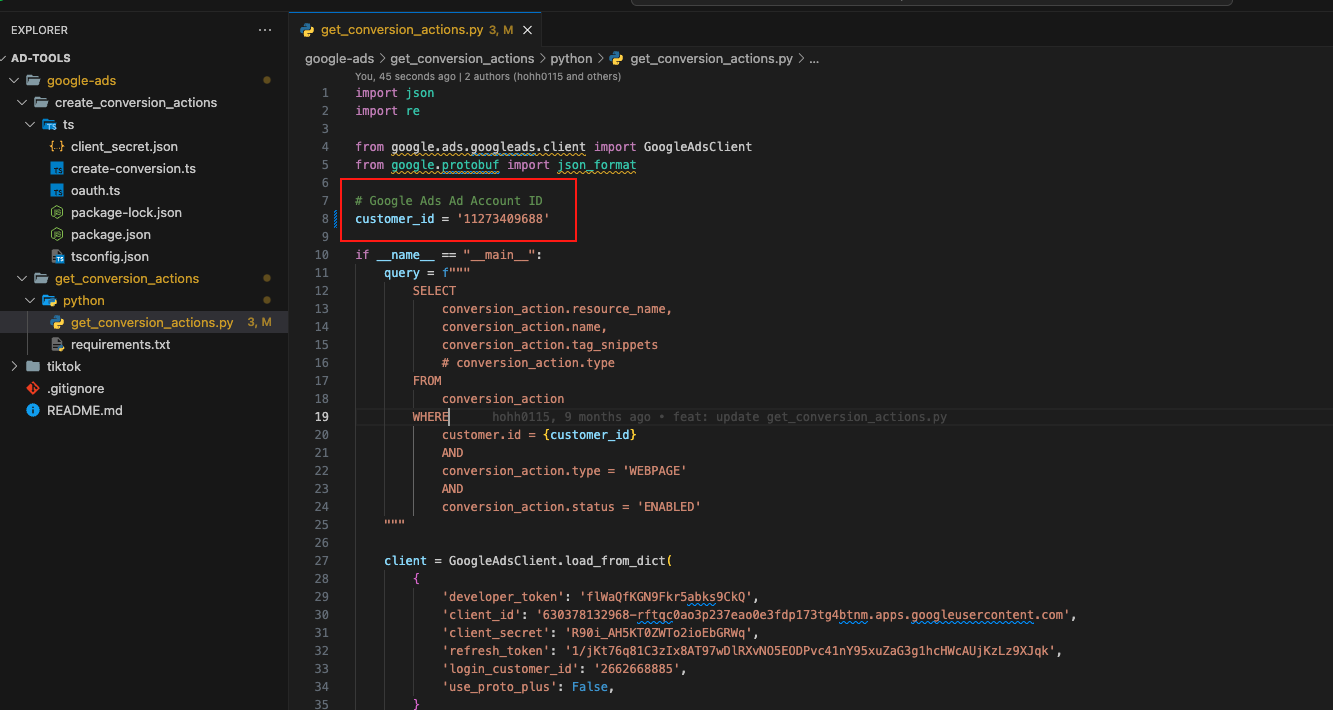 EXPLORER
AD-TOOLS
google-ads
create_conversion_actions
ts
client_secret.json
create-conversion.ts
oauth.ts
package-lock.json
package.json
tsconfig.json
get_conversion_actions
python
get_conversion_actions.py 3, M
requirements.txt
tiktok
.gitignore
README.md
get_conversion_actions.py 3, M
google-ads > get_conversion_actions > python > get_conversion_actions.py > ...
You, 45 seconds ago | 2 authors (hohh0115 and others)
1 import json
2 import re
3
4 from google.ads.googleads.client import GoogleAdsClient
5 from google.protobuf import json_format
6
7 # Google Ads Ad Account ID
8 customer_id = '11273409688'
9
10 if __name__ == "__main__":
11 query = f"""
12 SELECT
13 conversion_action.resource_name,
14 conversion_action.name,
15 conversion_action.tag_snippets
16 # conversion_action.type
17 FROM
18 conversion_action
19 WHERE hohh0115, 9 months ago • feat: update get_conversion_actions.py
20 customer.id = {customer_id}
21 AND
22 conversion_action.type = 'WEBPAGE'
23 AND
24 conversion_action.status = 'ENABLED'
25 """
26
27 client = GoogleAdsClient.load_from_dict(
28 {
29 'developer_token': 'flWaQfKGN9Fkr5abks9CkQ',
30 'client_id': '630378132968-rftqc0ao3p237eao0e3fdp173tg4btnm.apps.googleusercontent.com',
31 'client_secret': 'R90i_AH5KT0ZWTo2ioEbGRWq',
32 'refresh_token': '1/jKt76q81C3zIx8AT97wDlRXvNO5EODPvc41nY95xuZaG3g1hcHWcAUjKzLz9XJqk',
33 'login_customer_id': '2662668885',
34 'use_proto_plus': False,
35 }